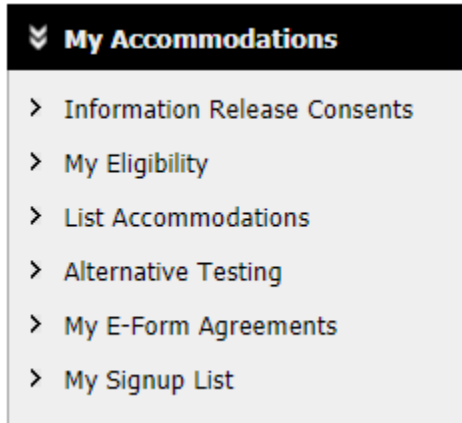 My Accommodations
Information Release Consents
My Eligibility
List Accommodations
Alternative Testing
My E-Form Agreements
My Signup List